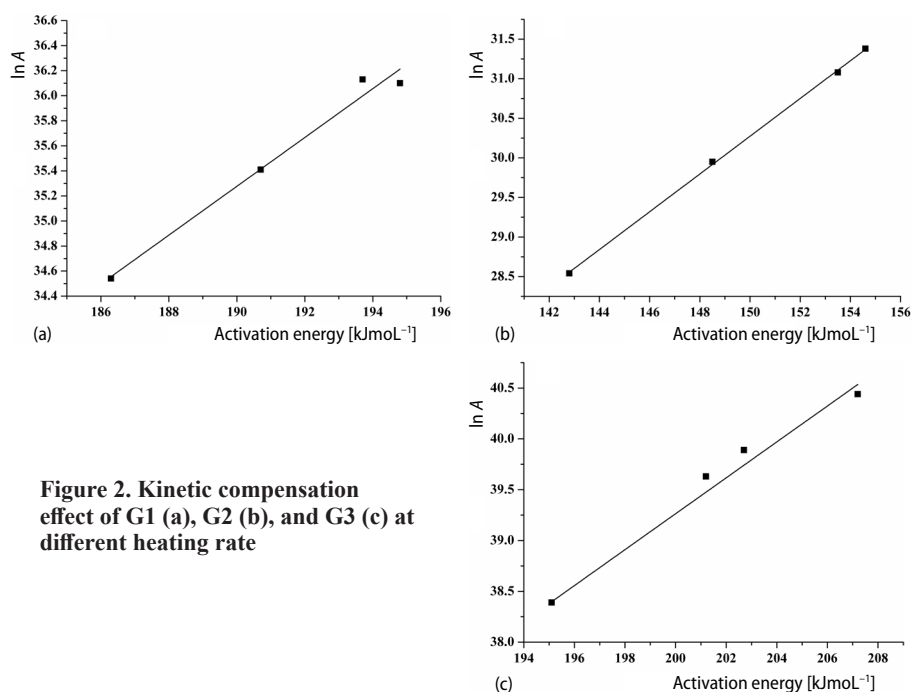 36.6
36.4
36.2
36.0
35.8
35.6
35.4
35.2
35.0
34.8
34.6
34.4
ln A
186 188 190 192 194 196
(a) Activation energy [kJmoL⁻¹]
31.5
31.0
30.5
30.0
29.5
29.0
28.5
ln A
142 144 146 148 150 152 154 156
(b) Activation energy [kJmoL⁻¹]
Figure 2. Kinetic compensation
effect of G1 (a), G2 (b), and G3 (c) at
different heating rate
40.5
40.0
39.5
39.0
38.5
38.0
ln A
194 196 198 200 202 204 206 208
(c) Activation energy [kJmoL⁻¹]